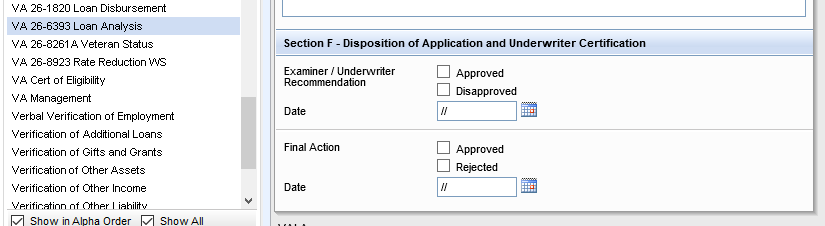 VA 26-1820 Loan Disbursement
VA 26-6393 Loan Analysis
VA 26-8261A Veteran Status
VA 26-8923 Rate Reduction WS
VA Cert of Eligibility
VA Management
Verbal Verification of Employment
Verification of Additional Loans
Verification of Gifts and Grants
Verification of Other Assets
Verification of Other Income
Verification of Other Liability
Show in Alpha Order
Show All
Section F - Disposition of Application and Underwriter Certification
Examiner / Underwriter
Recommendation
Approved
Disapproved
Date
//
Final Action
Approved
Rejected
Date
//